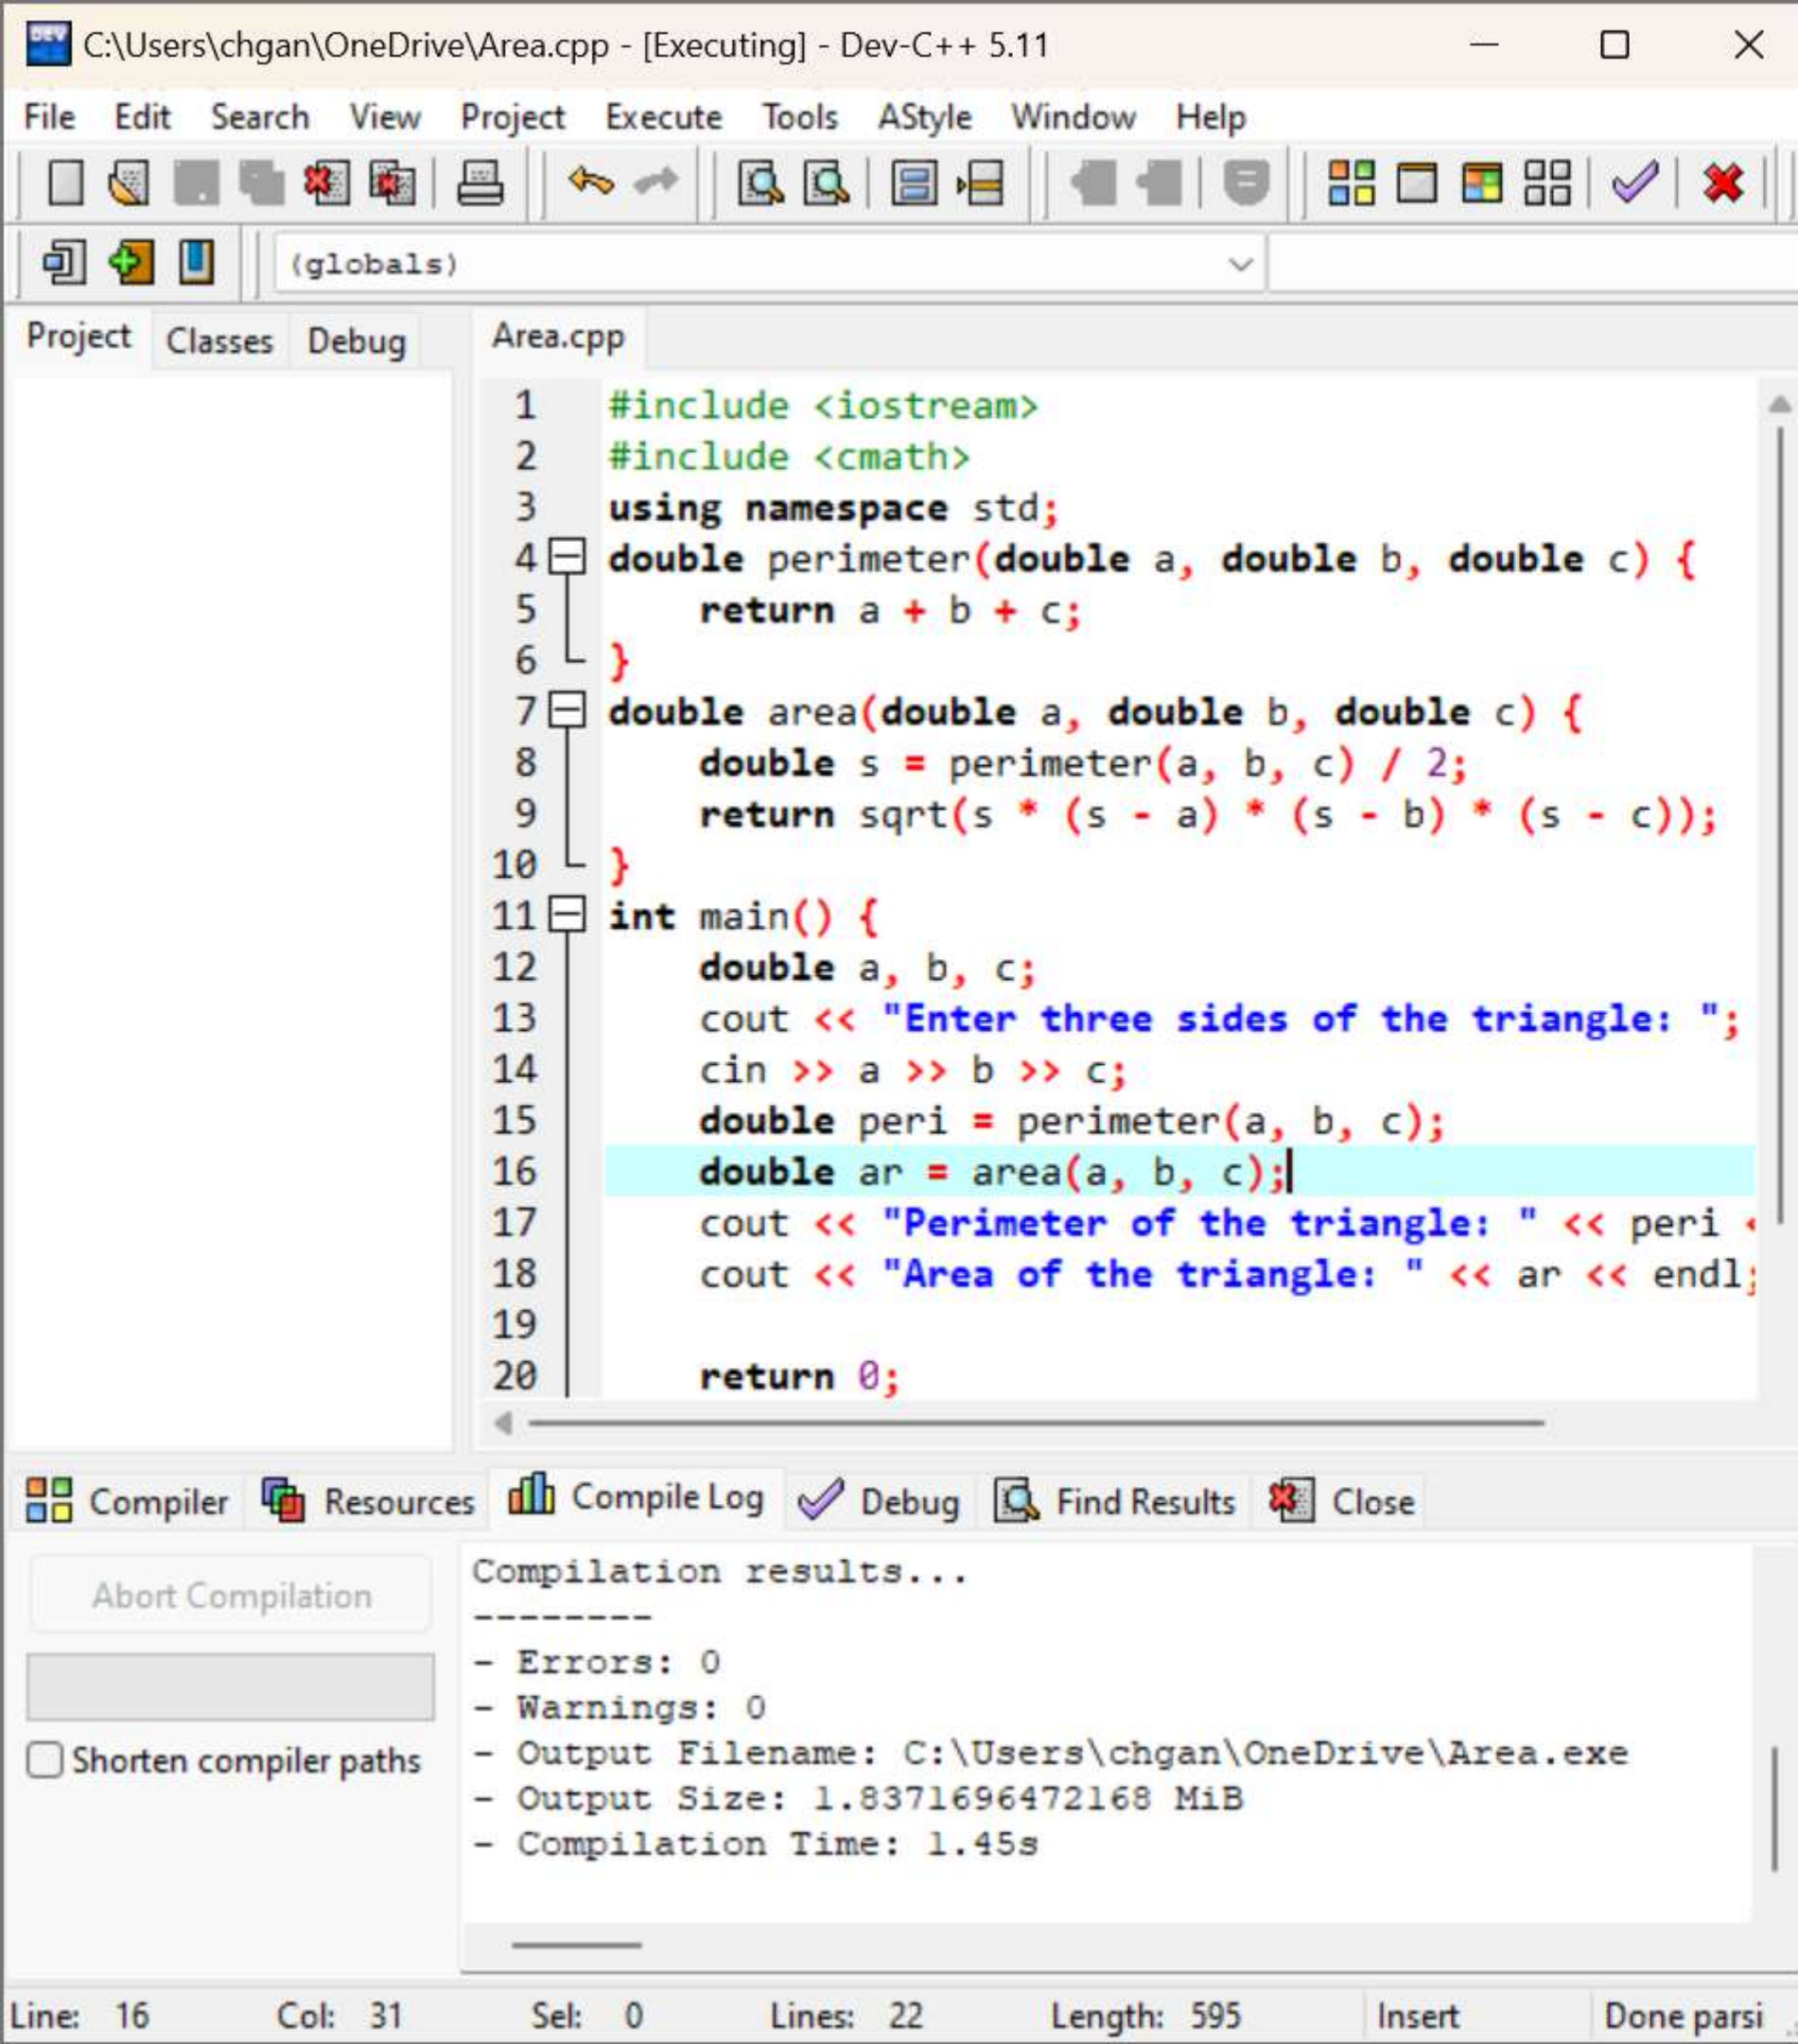 C:\Users\chgan\OneDrive\Area.cpp - [Executing] - Dev-C++ 5.11
File Edit Search View Project Execute Tools AStyle Window Help
(globals)
Project Classes Debug Area.cpp
1 #include <iostream>
2 #include <cmath>
3 using namespace std;
4 double perimeter(double a, double b, double c) {
5     return a + b + c;
6 }
7 double area(double a, double b, double c) {
8     double s = perimeter(a, b, c) / 2;
9     return sqrt(s * (s - a) * (s - b) * (s - c));
10 }
11 int main() {
12     double a, b, c;
13     cout << "Enter three sides of the triangle: ";
14     cin >> a >> b >> c;
15     double peri = perimeter(a, b, c);
16     double ar = area(a, b, c);
17     cout << "Perimeter of the triangle: " << peri <
18     cout << "Area of the triangle: " << ar << endl;
19
20     return 0;
Compiler Resources Compile Log Debug Find Results Close
Abort Compilation
Shorten compiler paths
Compilation results...
--------
- Errors: 0
- Warnings: 0
- Output Filename: C:\Users\chgan\OneDrive\Area.exe
- Output Size: 1.8371696472168 MiB
- Compilation Time: 1.45s
Line: 16 Col: 31 Sel: 0 Lines: 22 Length: 595 Insert Done parsi